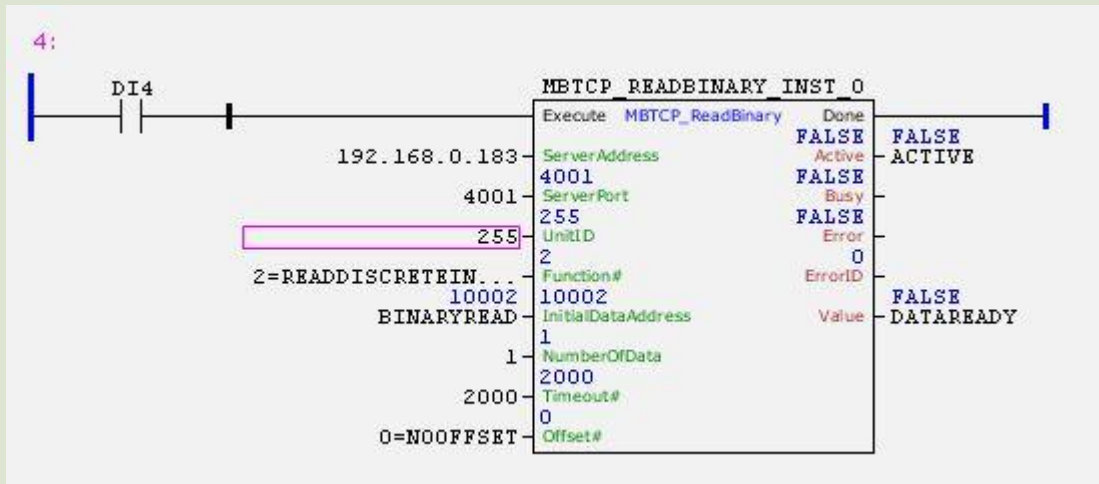 4:
DI4
MBTCP_READBINARY_INST_0
Execute MBTCP_ReadBinary Done
FALSE FALSE
192.168.0.183 ServerAddress Active ACTIVE
4001 FALSE
4001 ServerPort Busy
255 FALSE
255 UnitID Error
2 0
2=READDISCRETEIN... Function# ErrorID
10002 10002 FALSE
BINARYREAD InitialDataAddress Value DATAREADY
1
1 NumberOfData
2000
2000 Timeout#
0
0=NOOFFSET Offset#